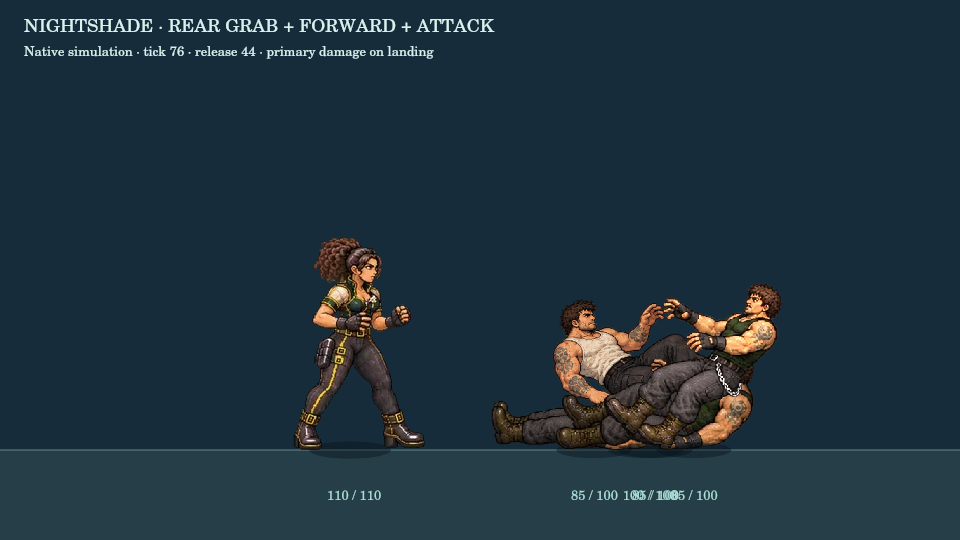 NIGHTSHADE · REAR GRAB + FORWARD + ATTACK
Native simulation · tick 76 · release 44 · primary damage on landing
110 / 110 85 / 100 / 100